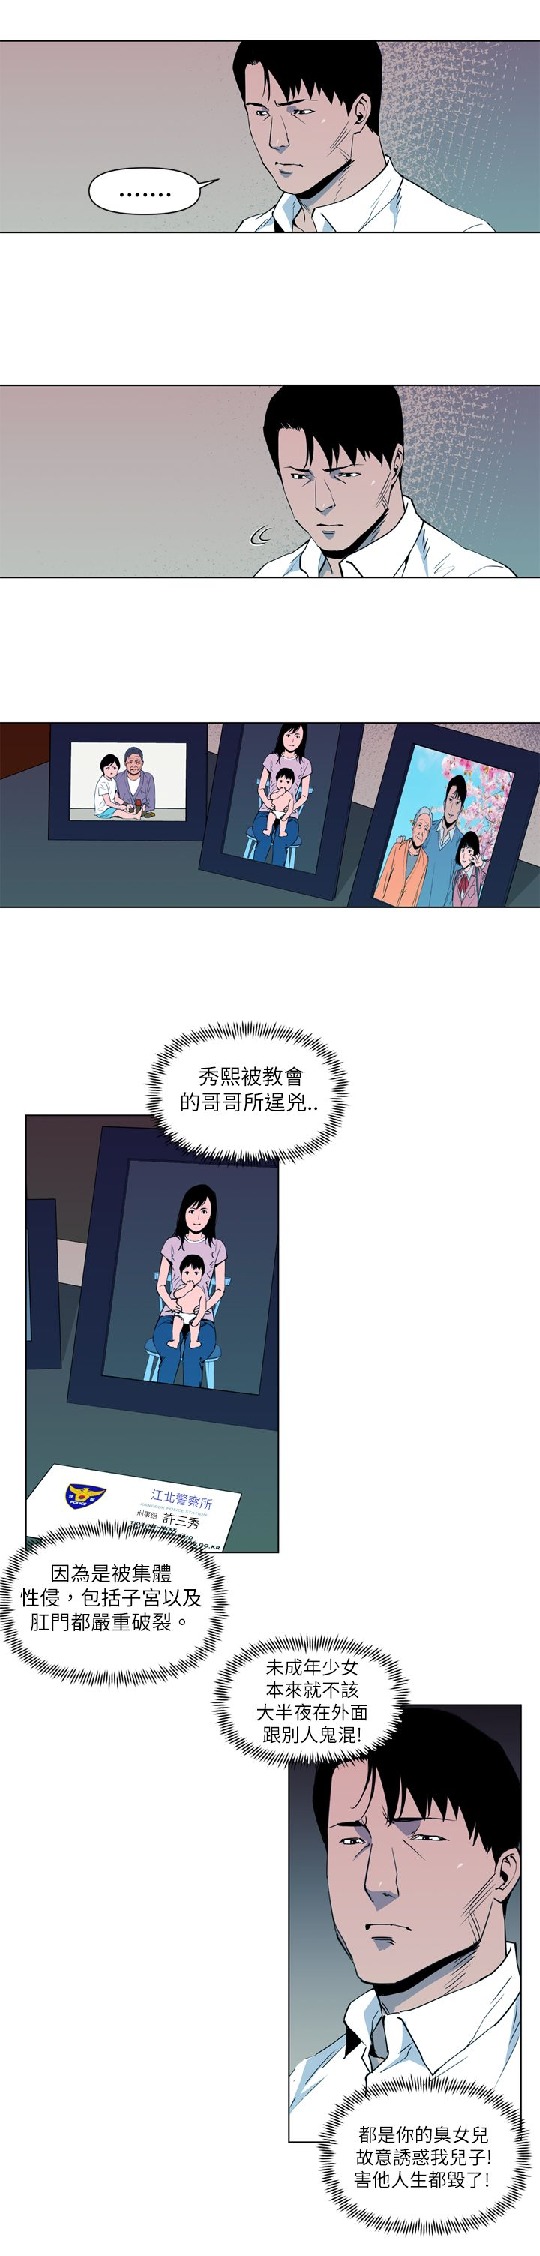 .......
秀熙被教會
的哥哥所逞兇..
江北警察所
許三秀
因為是被集體
性侵，包括子宮以及
肛門都嚴重破裂。
未成年少女
本來就不該
大半夜在外面
跟別人鬼混!
都是你的臭女兒
故意誘惑我兒子!
害他人生都毀了!